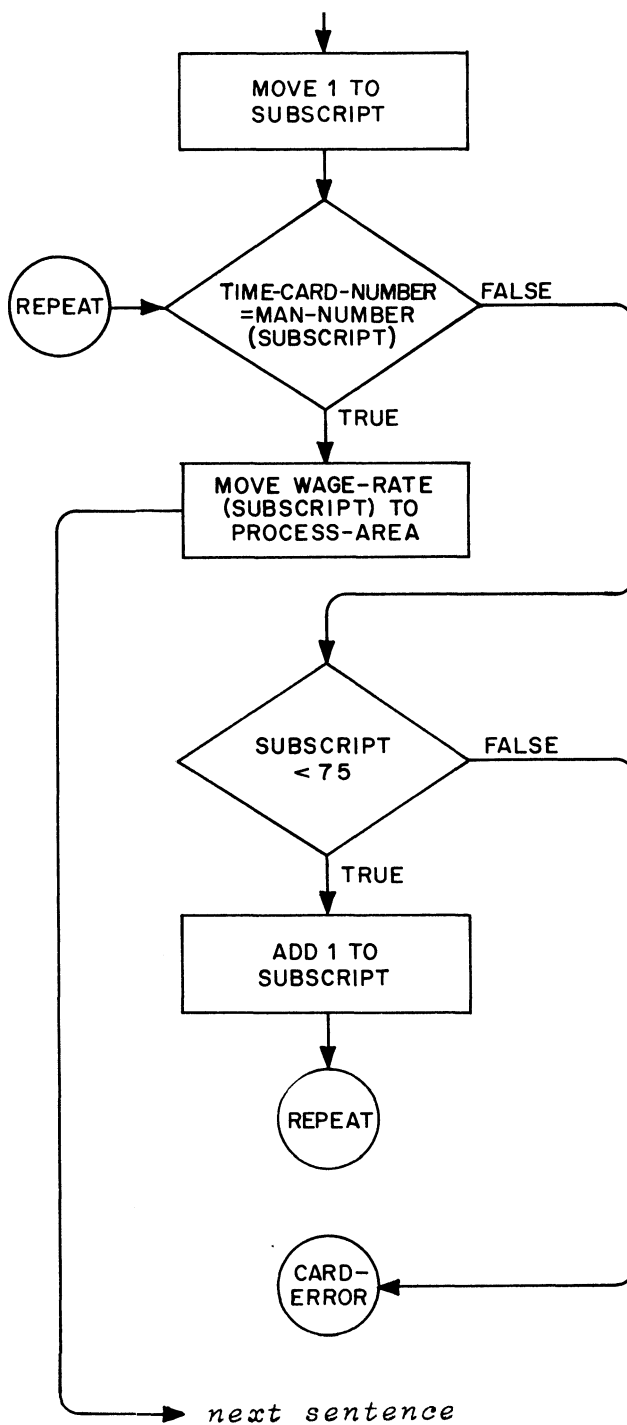 MOVE 1 TO
SUBSCRIPT
REPEAT
TIME-CARD-NUMBER
=MAN-NUMBER
(SUBSCRIPT)
FALSE
TRUE
MOVE WAGE-RATE
(SUBSCRIPT) TO
PROCESS-AREA
SUBSCRIPT
< 75
FALSE
TRUE
ADD 1 TO
SUBSCRIPT
REPEAT
CARD-
ERROR
next sentence